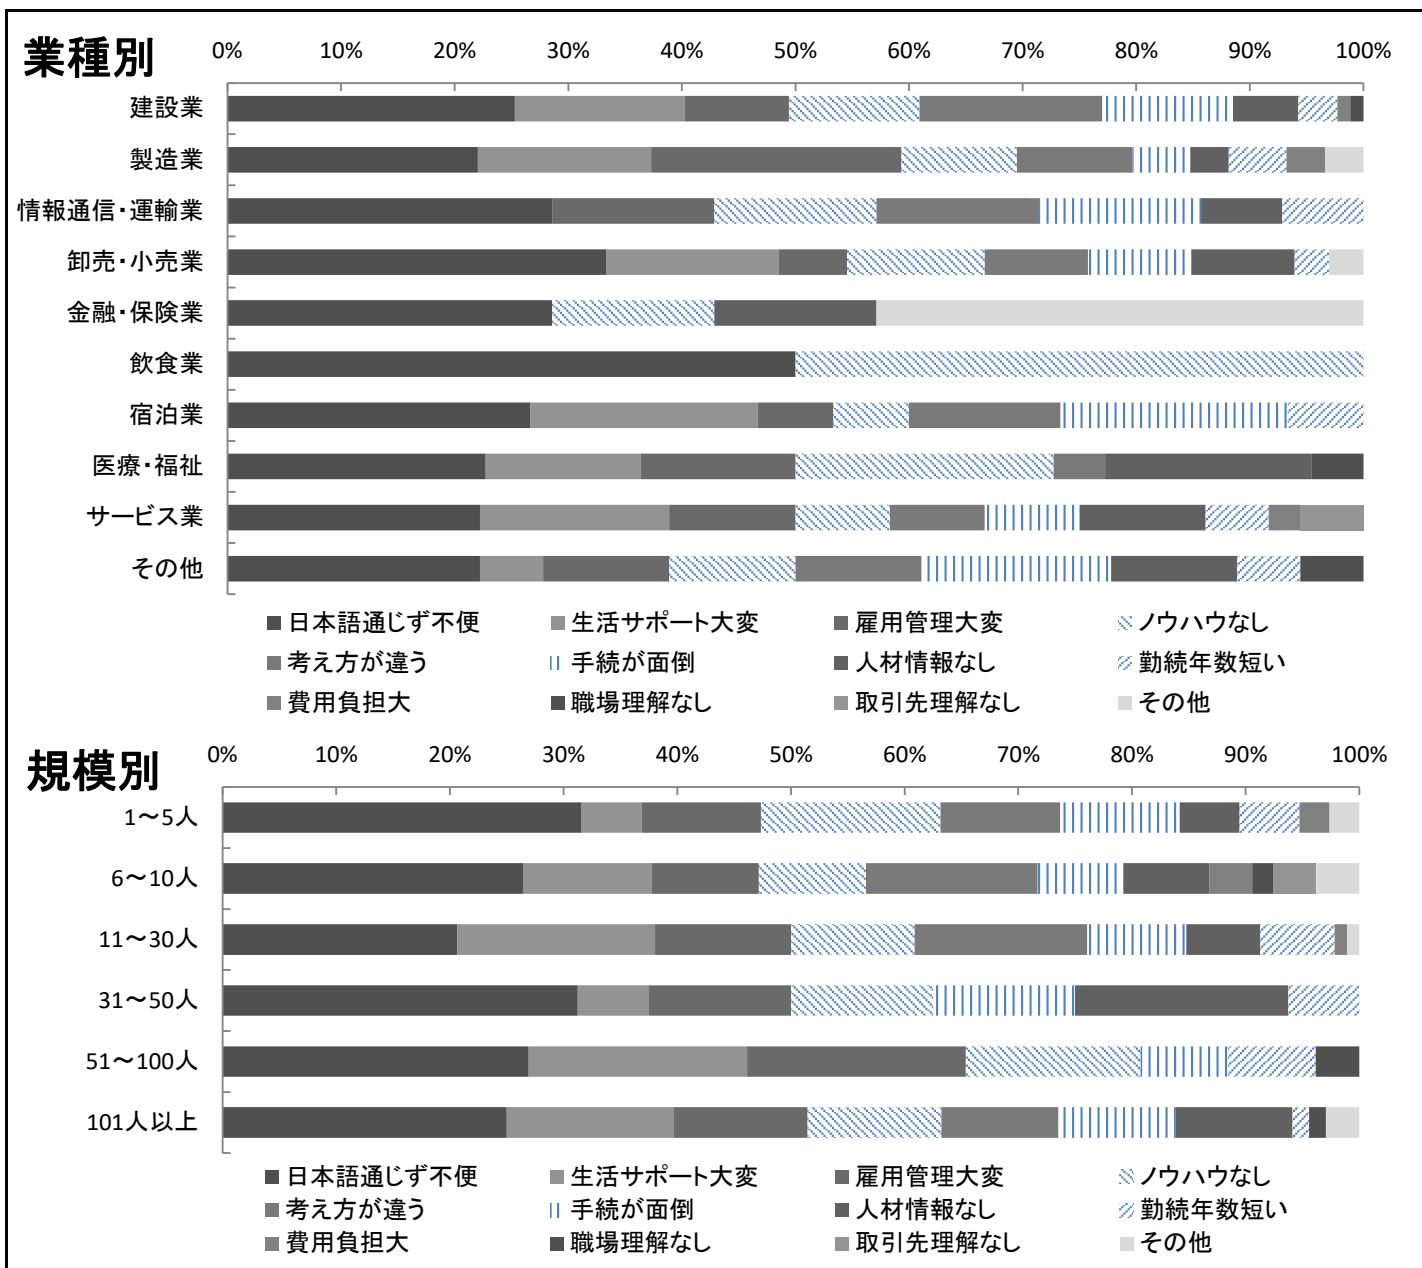 業種別
0% 10% 20% 30% 40% 50% 60% 70% 80% 90% 100%
建設業
製造業
情報通信・運輸業
卸売・小売業
金融・保険業
飲食業
宿泊業
医療・福祉
サービス業
その他
日本語通じず不便 生活サポート大変 雇用管理大変 ノウハウなし
考え方が違う 手続が面倒 人材情報なし 勤続年数短い
費用負担大 職場理解なし 取引先理解なし その他
規模別
0% 10% 20% 30% 40% 50% 60% 70% 80% 90% 100%
1～5人
6～10人
11～30人
31～50人
51～100人
101人以上
日本語通じず不便 生活サポート大変 雇用管理大変 ノウハウなし
考え方が違う 手続が面倒 人材情報なし 勤続年数短い
費用負担大 職場理解なし 取引先理解なし その他